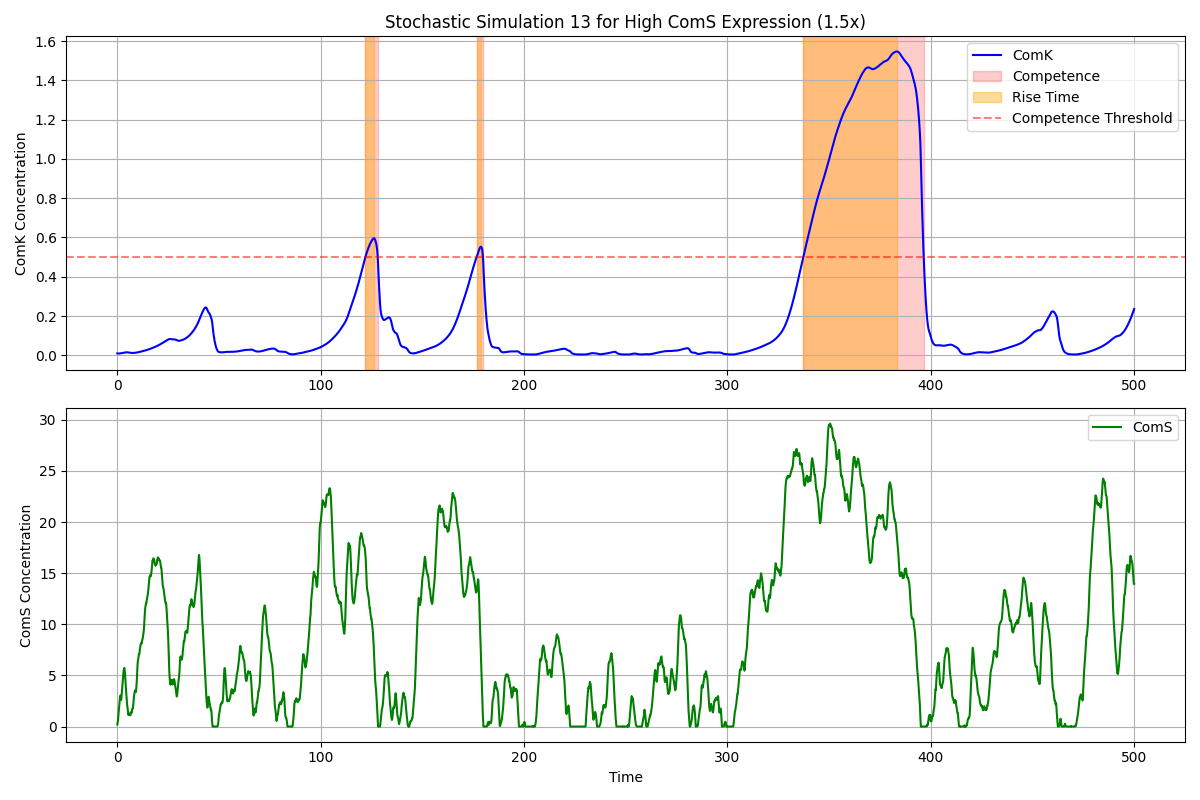 Stochastic Simulation 13 for High ComS Expression (1.5x)
ComK Concentration
1.6
1.4
1.2
1.0
0.8
0.6
0.4
0.2
0.0
ComK
Competence
Rise Time
Competence Threshold
0 100 200 300 400 500
ComS Concentration
30
25
20
15
10
5
0
ComS
0 100 200 300 400 500
Time